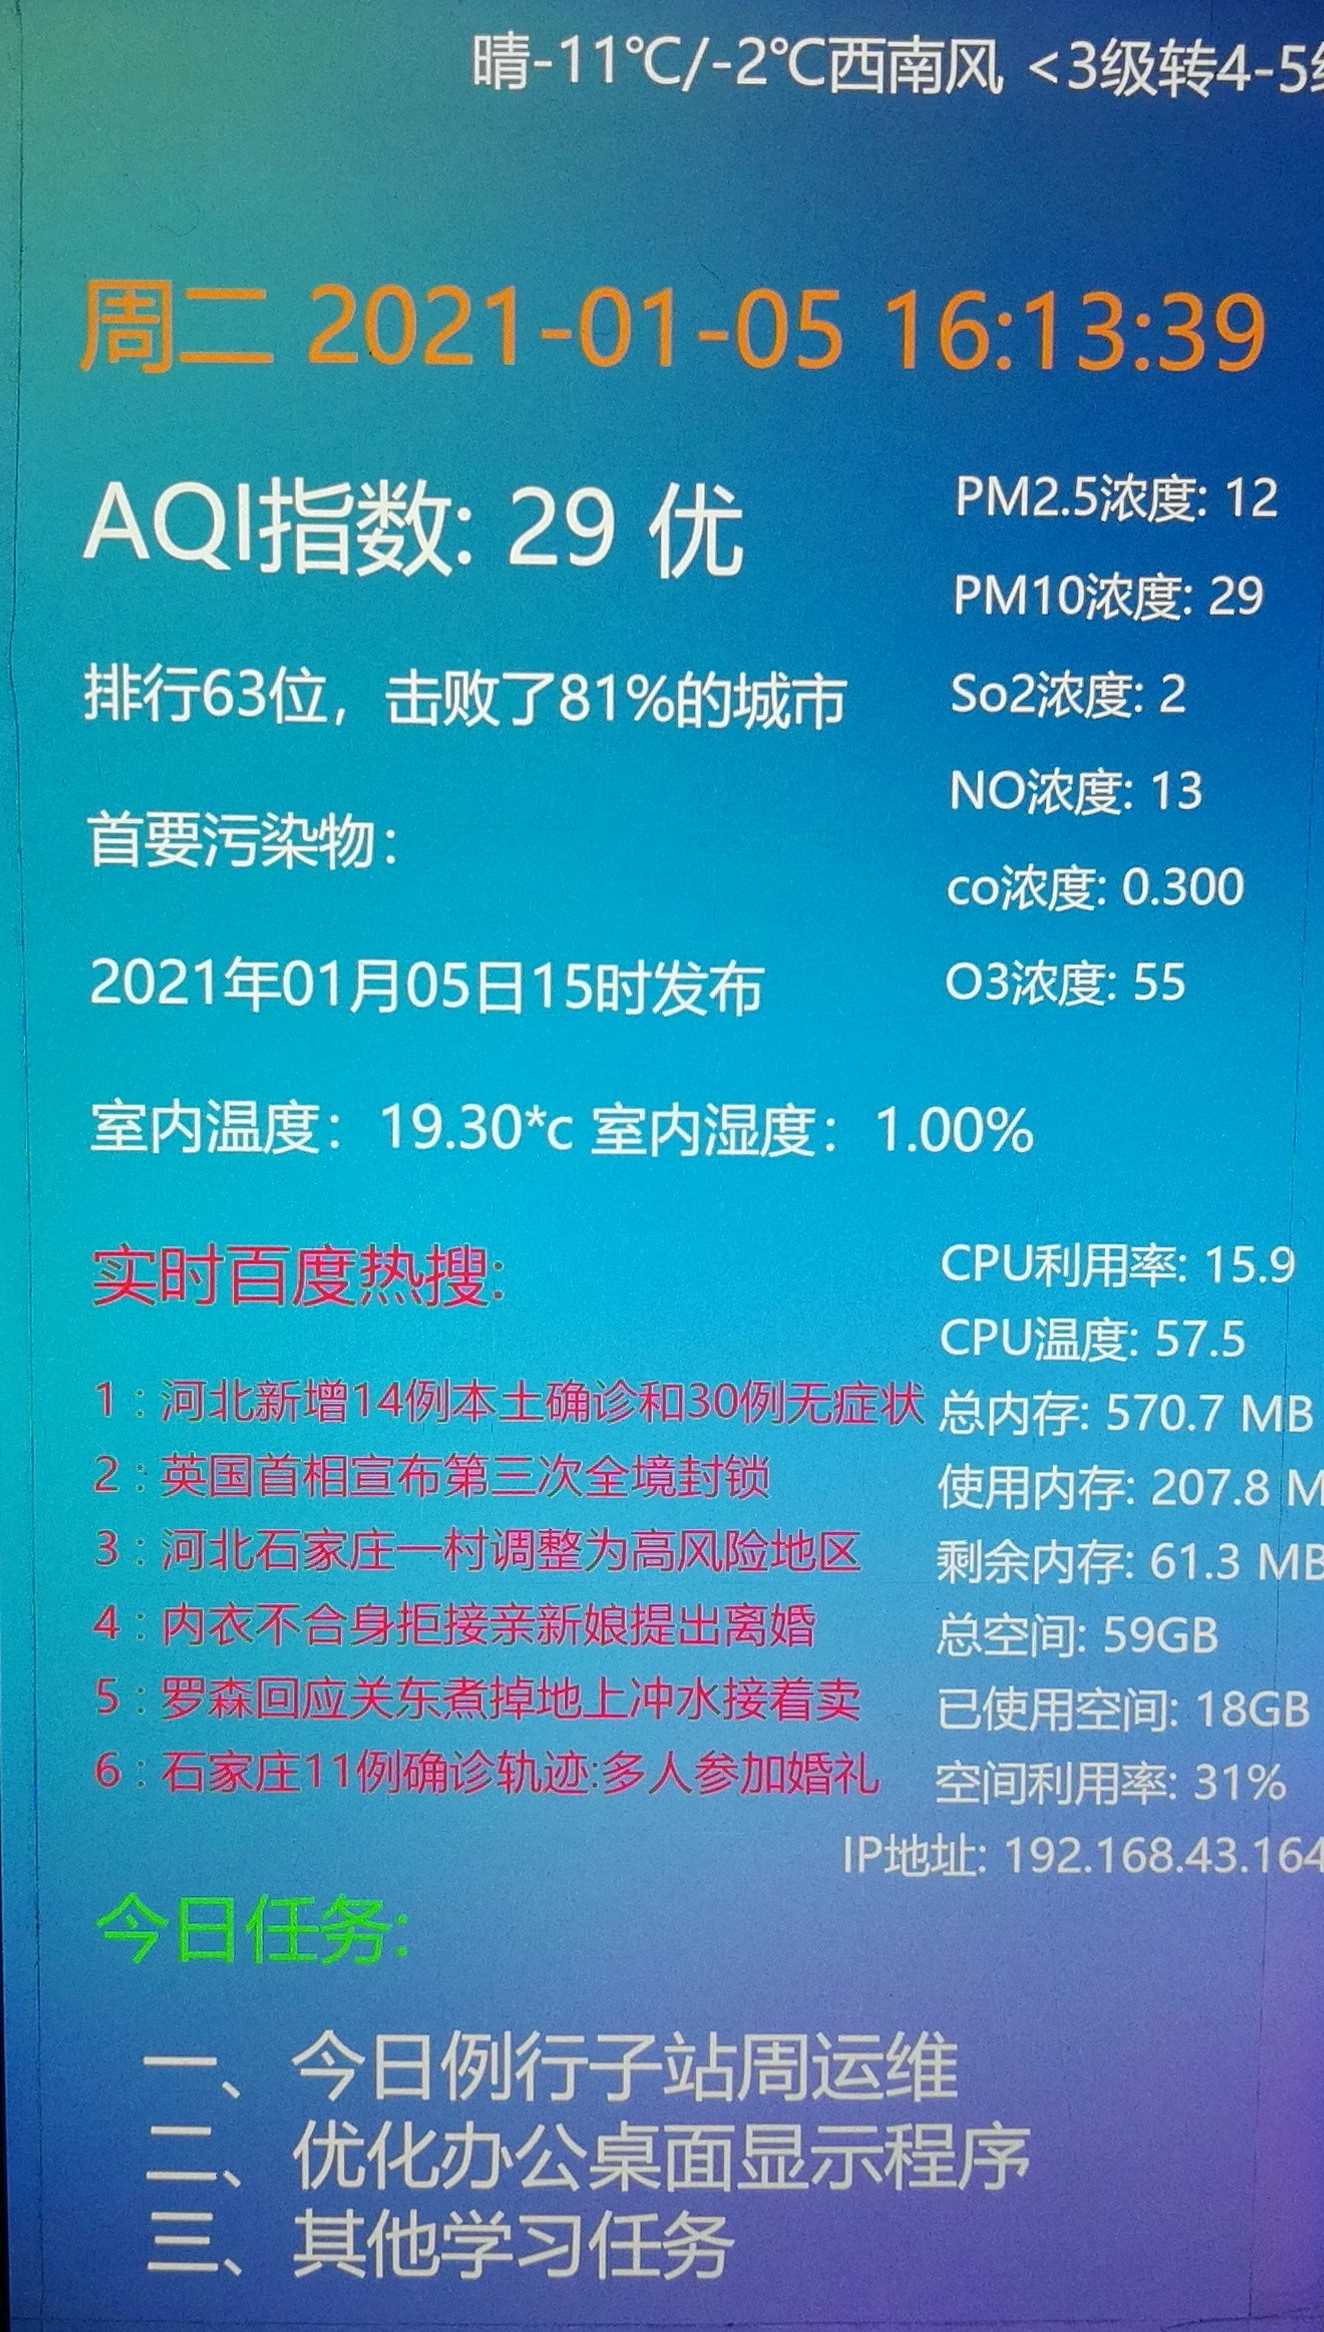 晴-11℃/-2℃西南风 <3级转4-5
周二 2021-01-05 16:13:39
AQI指数: 29 优
排行63位，击败了81%的城市
首要污染物：
2021年01月05日15时发布
PM2.5浓度: 12
PM10浓度: 29
So2浓度: 2
NO浓度: 13
co浓度: 0.300
O3浓度: 55
室内温度：19.30*c 室内湿度：1.00%
实时百度热搜:
1：河北新增14例本土确诊和30例无症状
2：英国首相宣布第三次全境封锁
3：河北石家庄一村调整为高风险地区
4：内衣不合身拒接亲新娘提出离婚
5：罗森回应关东煮掉地上冲水接着卖
6：石家庄11例确诊轨迹:多人参加婚礼
CPU利用率: 15.9
CPU温度: 57.5
总内存: 570.7 MB
使用内存: 207.8 M
剩余内存: 61.3 MB
总空间: 59GB
已使用空间: 18GB
空间利用率: 31%
IP地址: 192.168.43.164
今日任务:
一、今日例行子站周运维
二、优化办公桌面显示程序
三、其他学习任务